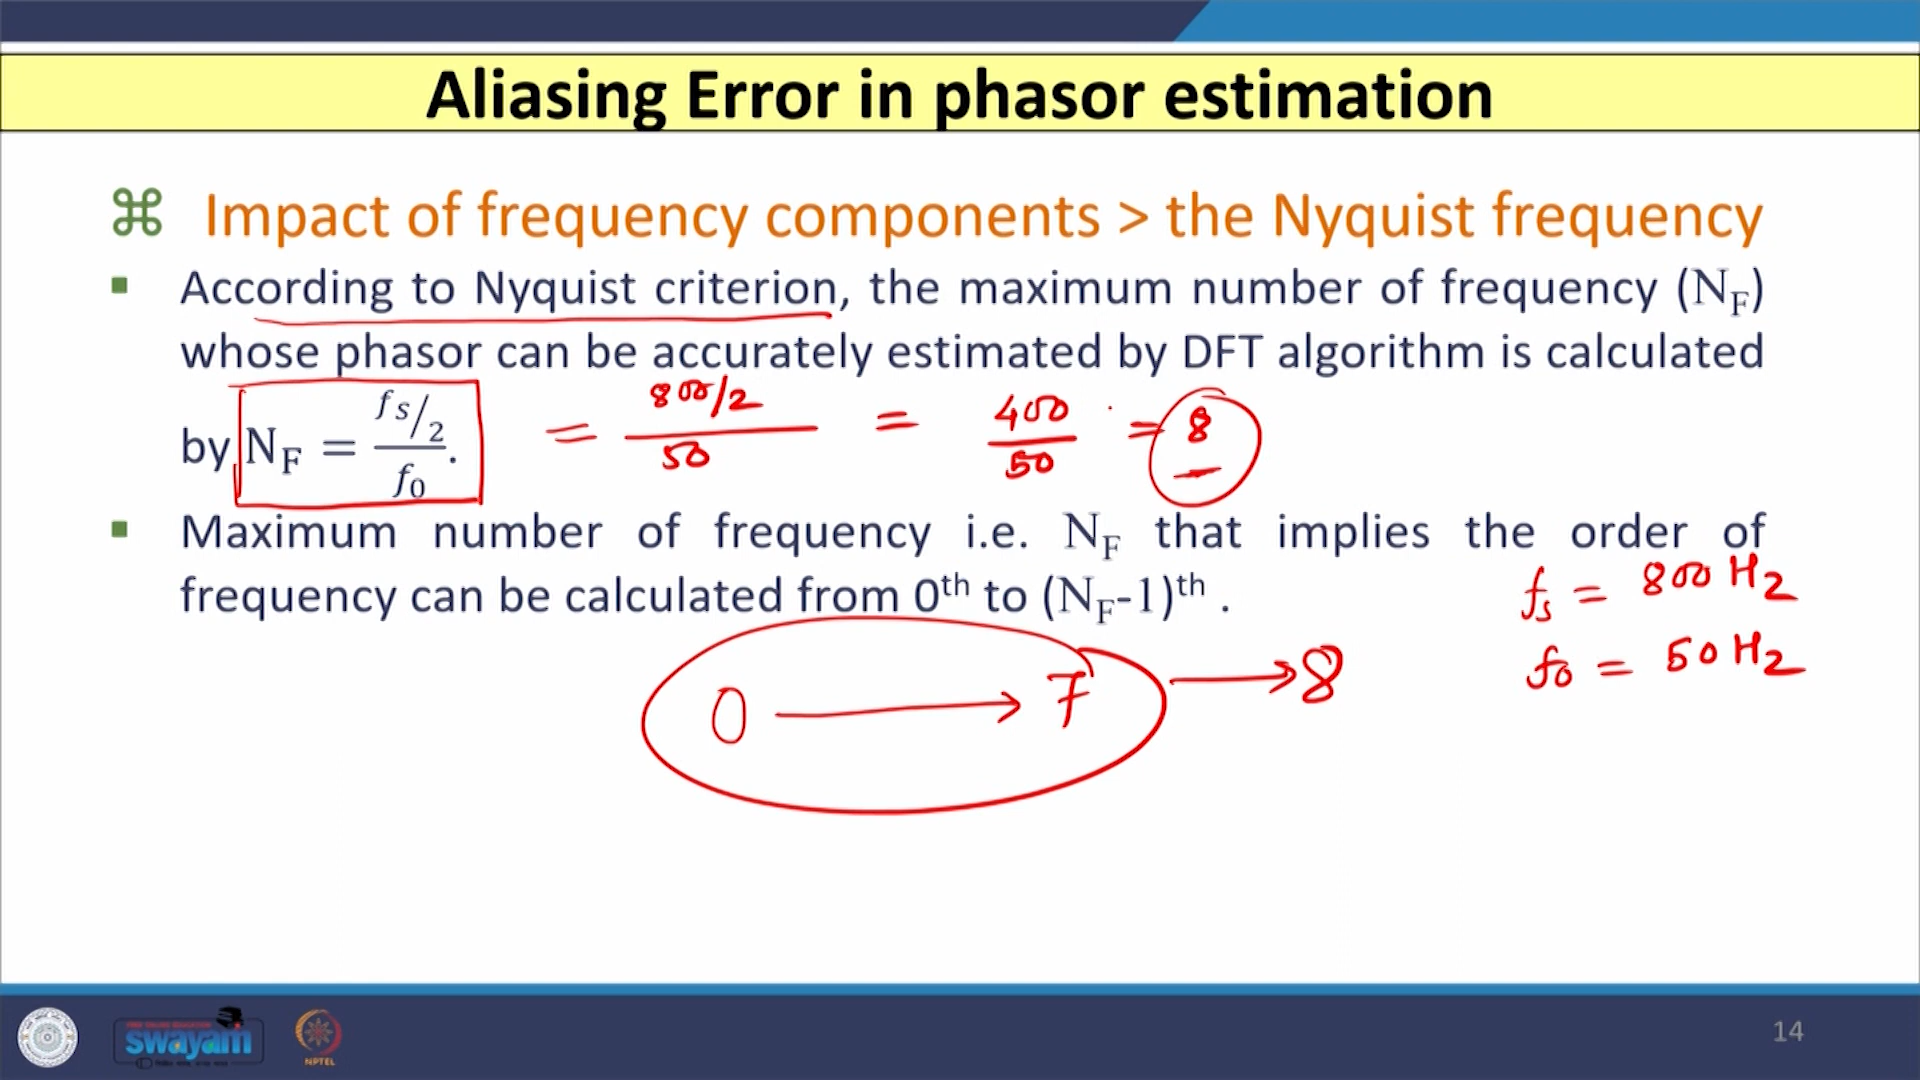 Aliasing Error in phasor estimation
⌘ Impact of frequency components > the Nyquist frequency
▪ According to Nyquist criterion, the maximum number of frequency (N_F)
whose phasor can be accurately estimated by DFT algorithm is calculated
by N_F = (fs/2)/f₀. = (800/2)/50 = 400/50 = 8
▪ Maximum number of frequency i.e. N_F that implies the order of
frequency can be calculated from 0ᵗʰ to (N_F-1)ᵗʰ .
fs = 800 Hz
f₀ = 50 Hz
0 → 7 → 8
swayam
NPTEL
14